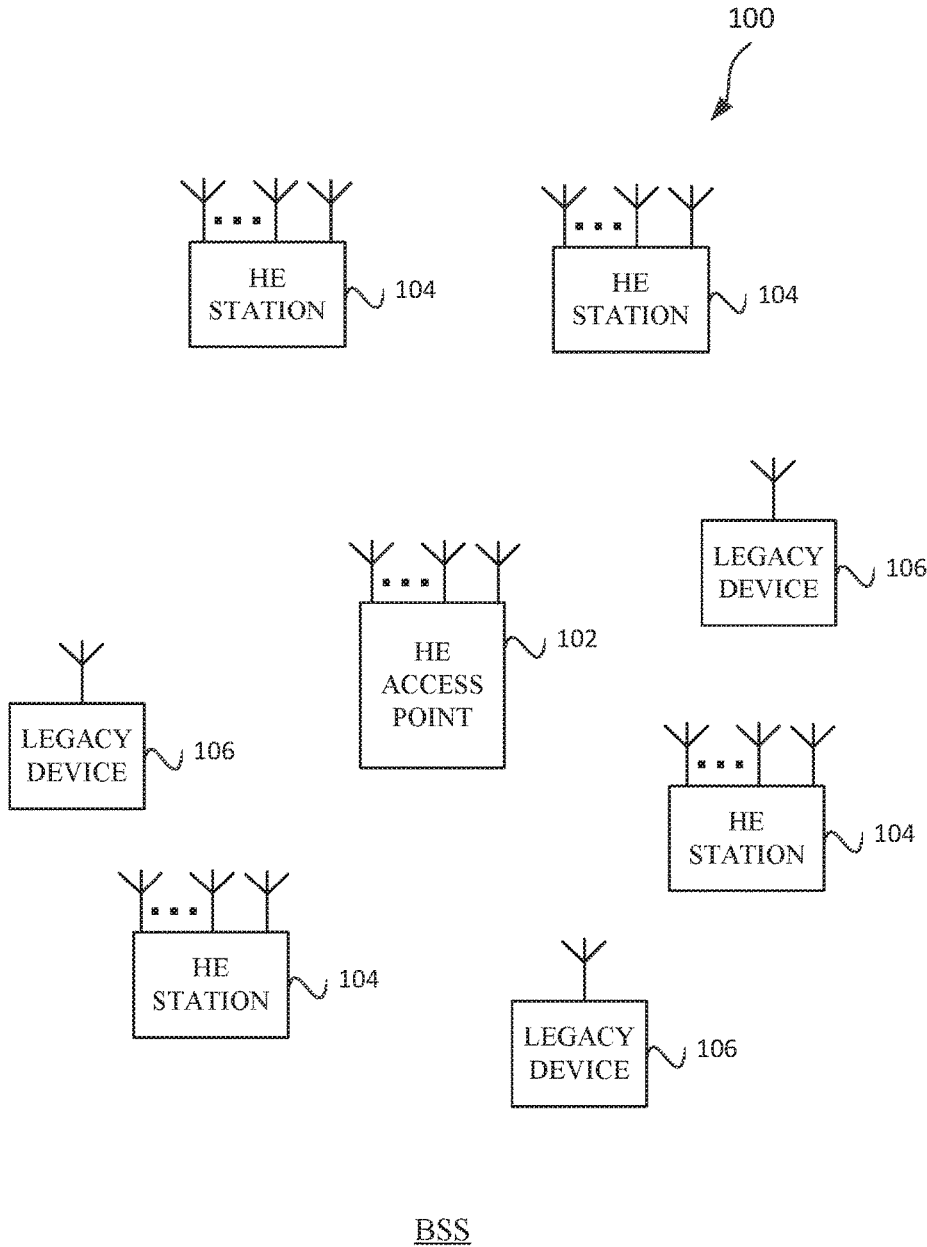 100
HE
STATION
104
HE
STATION
104
LEGACY
DEVICE
106
HE
ACCESS
POINT
102
LEGACY
DEVICE
106
HE
STATION
104
HE
STATION
104
LEGACY
DEVICE
106
BSS